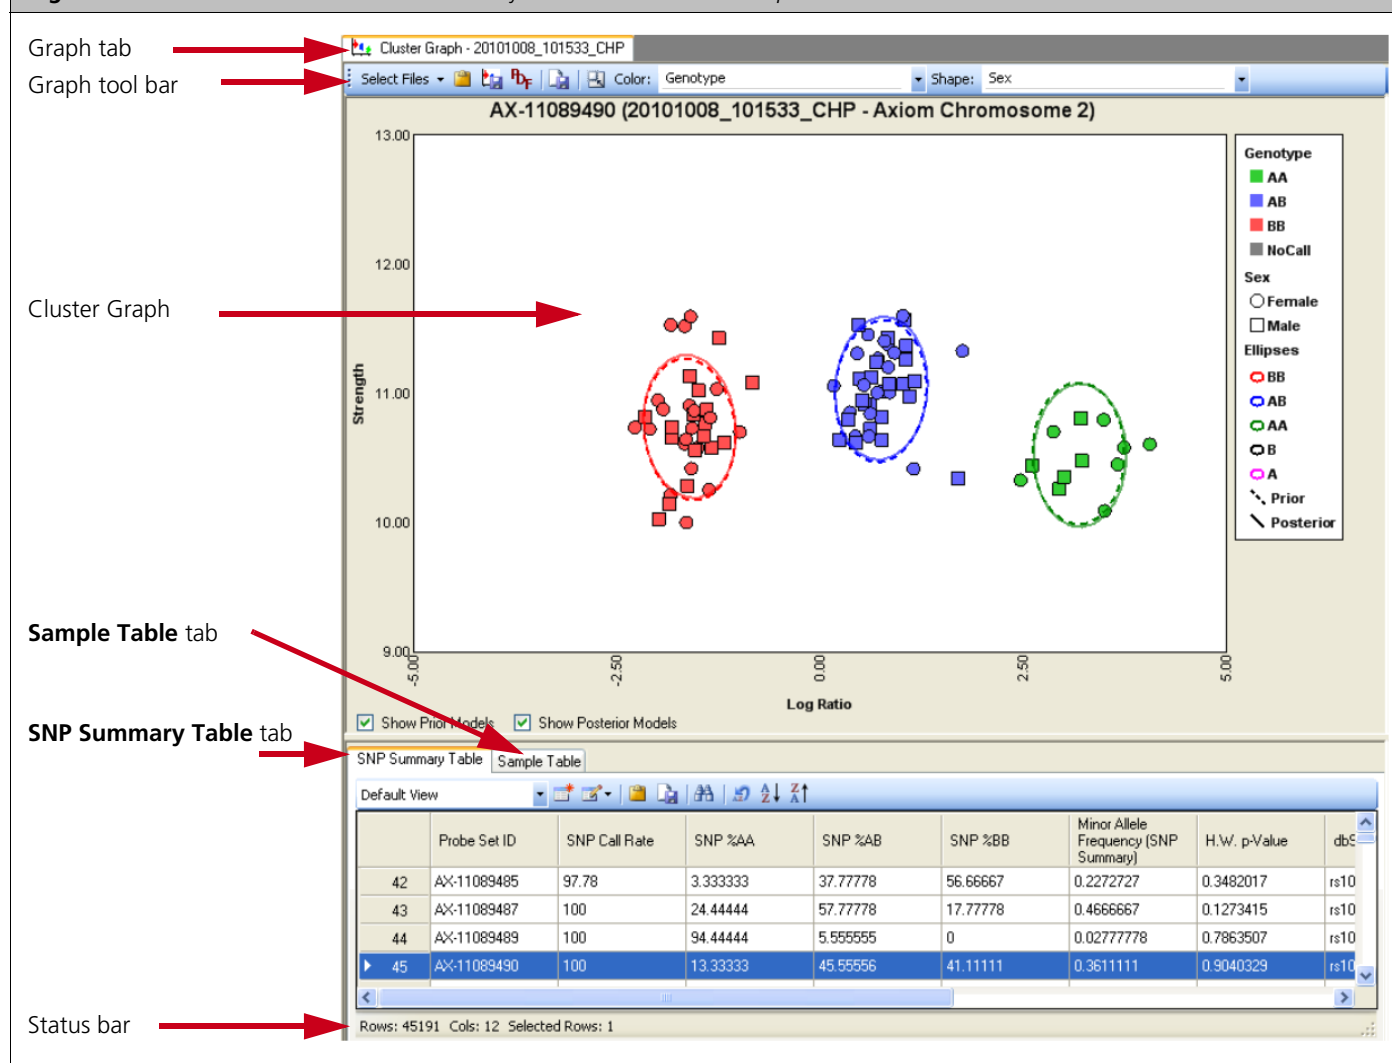 Graph tab
Graph tool bar
Cluster Graph
Sample Table tab
SNP Summary Table tab
Status bar
Cluster Graph - 20101008_101533_CHP
Select Files
PDF
Color: Genotype
Shape: Sex
AX-11089490 (20101008_101533_CHP - Axiom Chromosome 2)
13.00
12.00
11.00
10.00
9.00
Strength
-5.00
-2.50
0.00
2.50
5.00
Log Ratio
Genotype
AA
AB
BB
NoCall
Sex
Female
Male
Ellipses
BB
AB
AA
B
A
Prior
Posterior
Show Prior Models
Show Posterior Models
SNP Summary Table
Sample Table
Default View
Probe Set ID SNP Call Rate SNP %AA SNP %AB SNP %BB Minor Allele Frequency (SNP Summary) H.W. p-Value dbS
42 AX-11089485 97.78 3.333333 37.77778 56.66667 0.2272727 0.3482017 rs10
43 AX-11089487 100 24.44444 57.77778 17.77778 0.4666667 0.1273415 rs10
44 AX-11089489 100 94.44444 5.555555 0 0.02777778 0.7863507 rs10
45 AX-11089490 100 13.33333 45.55556 41.11111 0.3611111 0.9040329 rs10
Rows: 45191 Cols: 12 Selected Rows: 1